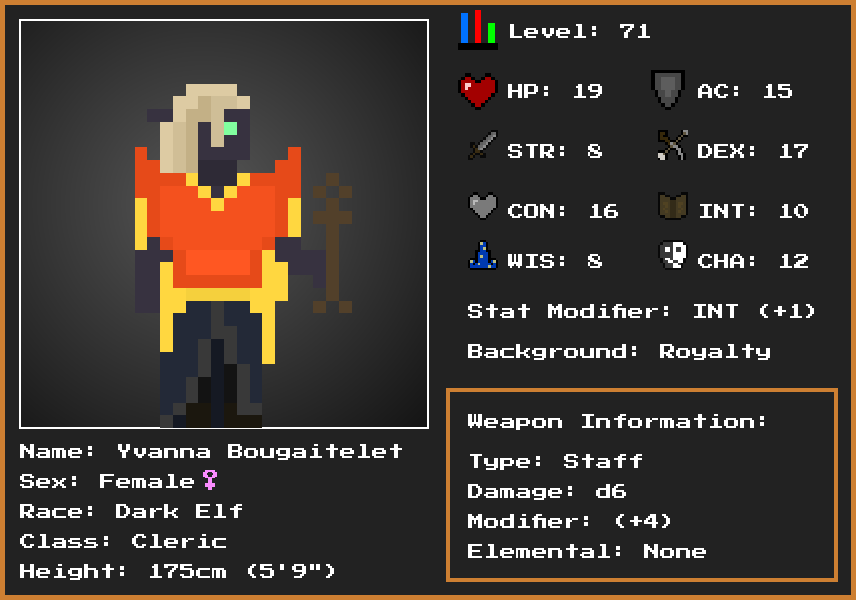 Level: 71
HP: 19
AC: 15
STR: 8
DEX: 17
CON: 16
INT: 10
WIS: 8
CHA: 12
Stat Modifier: INT (+1)
Background: Royalty
Weapon Information:
Type: Staff
Damage: d6
Modifier: (+4)
Elemental: None
Name: Yvanna Bougaitelet
Sex: Female♀
Race: Dark Elf
Class: Cleric
Height: 175cm (5'9")